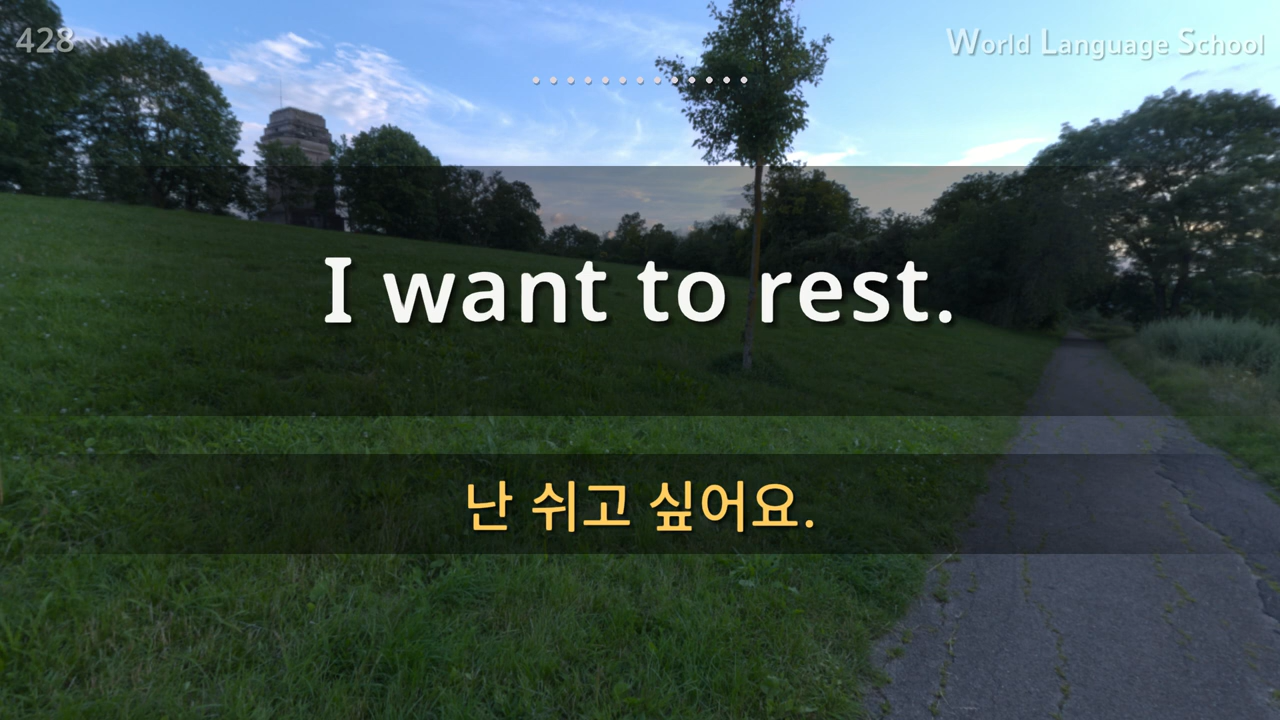 428
World Language School
I want to rest.
난 쉬고 싶어요.